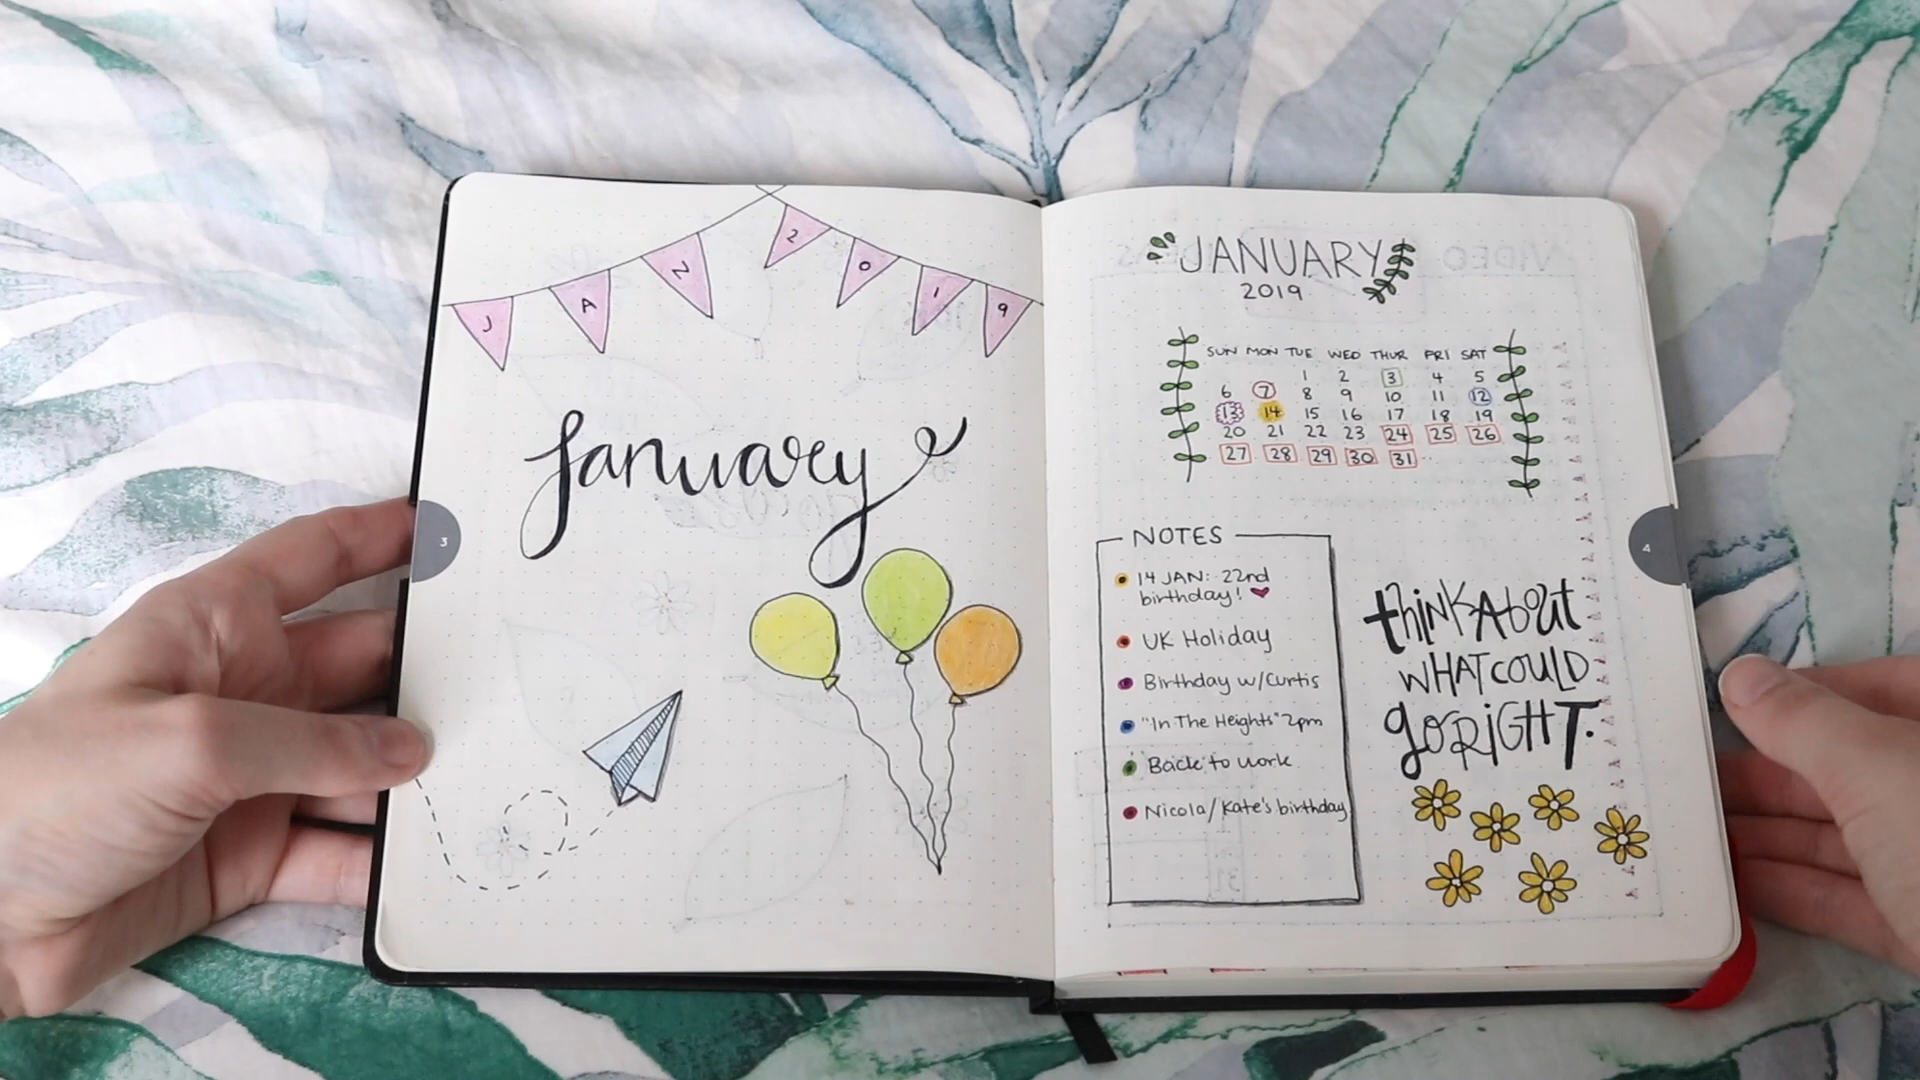 J A N 2 0 1 9
January
3
JANUARY
2019
SUN MON TUE WED THUR FRI SAT
1 2 3 4 5
6 7 8 9 10 11 12
13 14 15 16 17 18 19
20 21 22 23 24 25 26
27 28 29 30 31
NOTES
14 JAN: 22nd
birthday!
UK Holiday
Birthday w/Curtis
"In The Heights" 2pm
Back to work
Nicola/Kate's birthday
think About
WHAT COULD
go RiGHT.
4